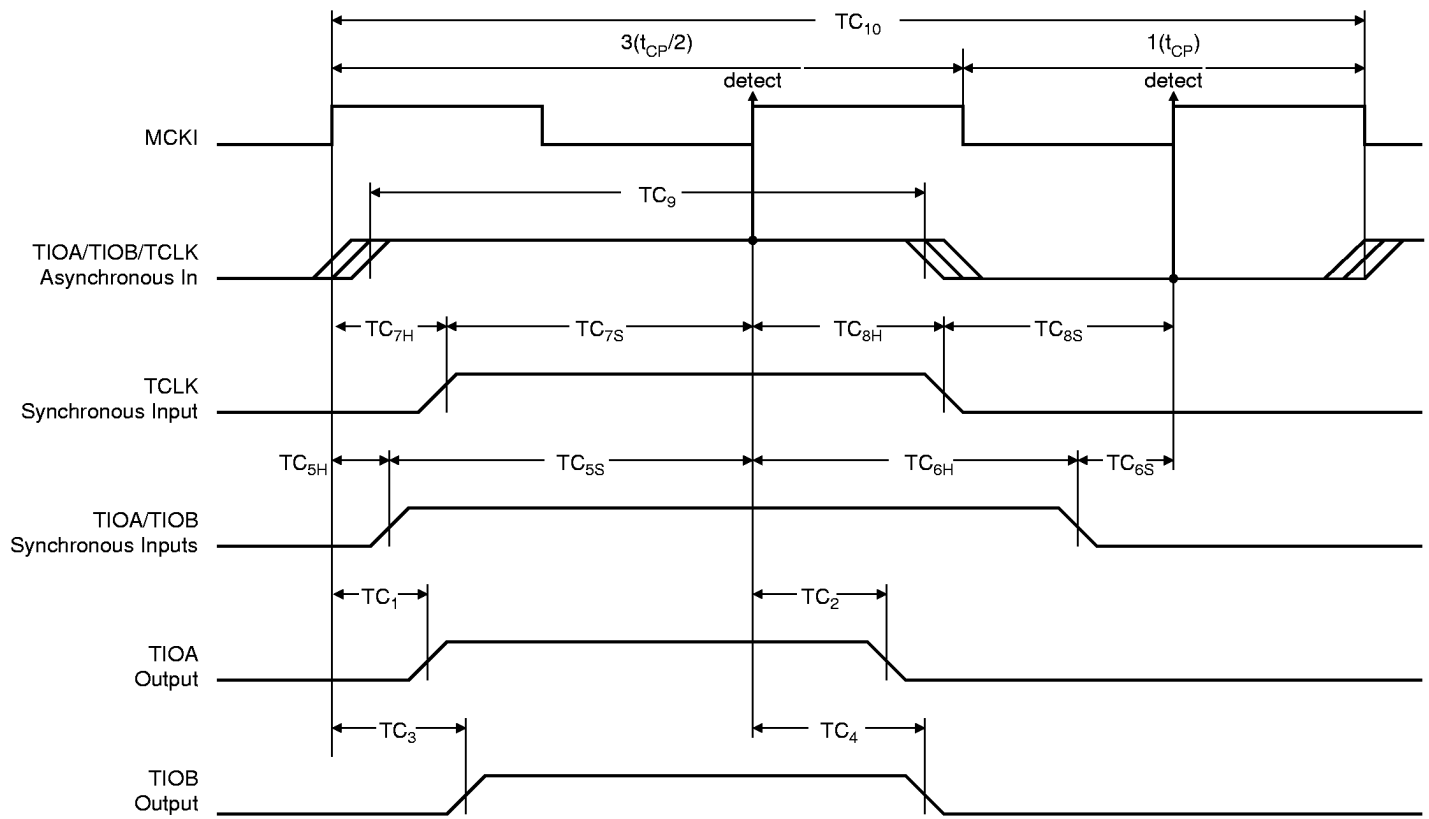 TC10
3(tCP/2)
1(tCP)
detect
detect
MCKI
TC9
TIOA/TIOB/TCLK
Asynchronous In
TC7H
TC7S
TC8H
TC8S
TCLK
Synchronous Input
TC5H
TC5S
TC6H
TC6S
TIOA/TIOB
Synchronous Inputs
TC1
TC2
TIOA
Output
TC3
TC4
TIOB
Output